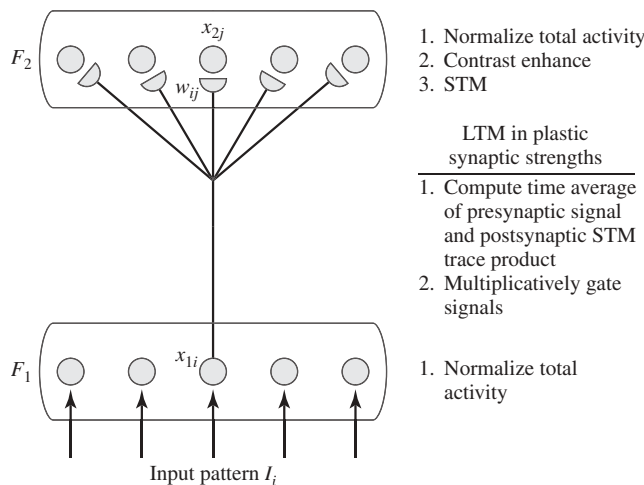 x2j
F2
wij
1. Normalize total activity
2. Contrast enhance
3. STM
LTM in plastic
synaptic strengths
1. Compute time average
of presynaptic signal
and postsynaptic STM
trace product
2. Multiplicatively gate
signals
x1i
F1
1. Normalize total
activity
Input pattern Ii